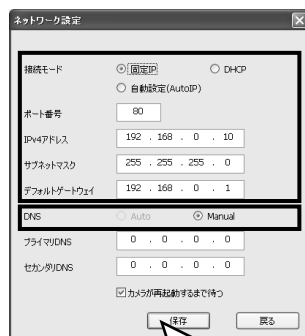 ネットワーク設定
接続モード 固定IP DHCP
自動設定(AutoIP)
ポート番号 80
IPv4アドレス 192 . 168 . 0 . 10
サブネットマスク 255 . 255 . 255 . 0
デフォルトゲートウェイ 192 . 168 . 0 . 1
DNS Auto Manual
プライマリDNS 0 . 0 . 0 . 0
セカンダリDNS 0 . 0 . 0 . 0
カメラが再起動するまで待つ
保存 戻る